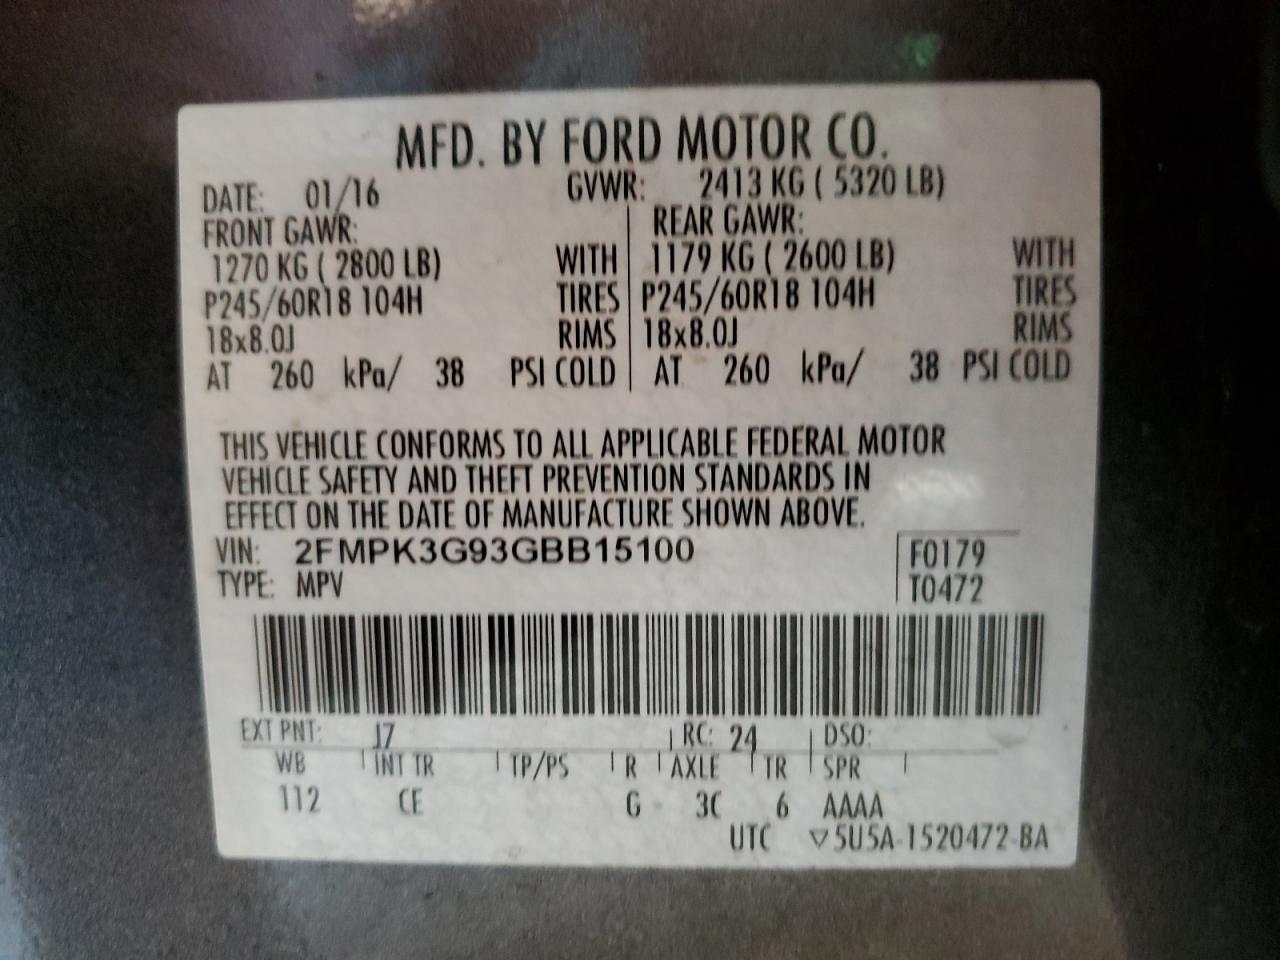 MFD. BY FORD MOTOR CO.
DATE: 01/16 GVWR: 2413 KG ( 5320 LB)
FRONT GAWR: REAR GAWR:
1270 KG ( 2800 LB) WITH 1179 KG ( 2600 LB) WITH
P245/60R18 104H TIRES P245/60R18 104H TIRES
18x8.0J RIMS 18x8.0J RIMS
AT 260 kPa/ 38 PSI COLD AT 260 kPa/ 38 PSI COLD
THIS VEHICLE CONFORMS TO ALL APPLICABLE FEDERAL MOTOR
VEHICLE SAFETY AND THEFT PREVENTION STANDARDS IN
EFFECT ON THE DATE OF MANUFACTURE SHOWN ABOVE.
VIN: 2FMPK3G93GBB15100 F0179
TYPE: MPV T0472
EXT PNT: J7 RC: 24 DSO:
WB INT TR TP/PS R AXLE TR SPR
112 CE G 3C 6 AAAA
UTC ▽5U5A-1520472-BA